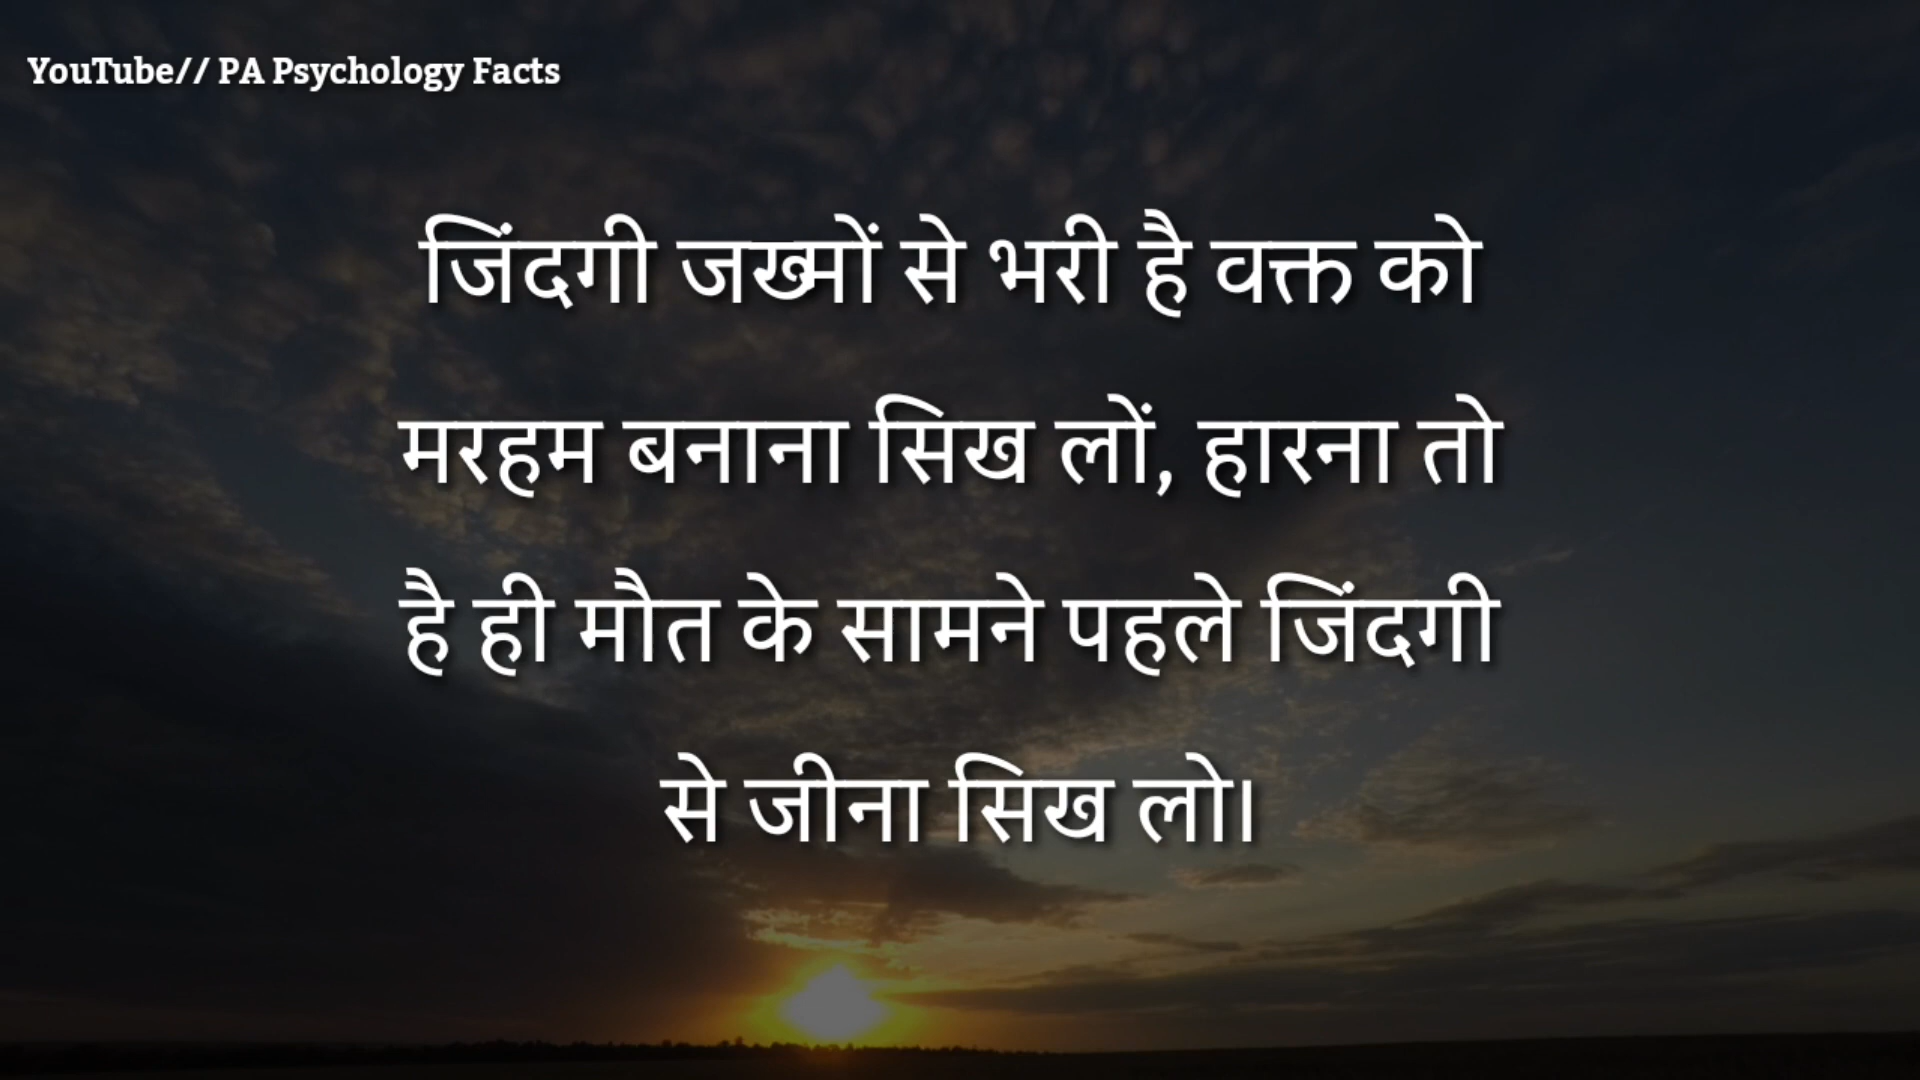 YouTube// PA Psychology Facts
जिंदगी जख्मों से भरी है वक्त को
मरहम बनाना सिख लों, हारना तो
है ही मौत के सामने पहले जिंदगी
से जीना सिख लो।